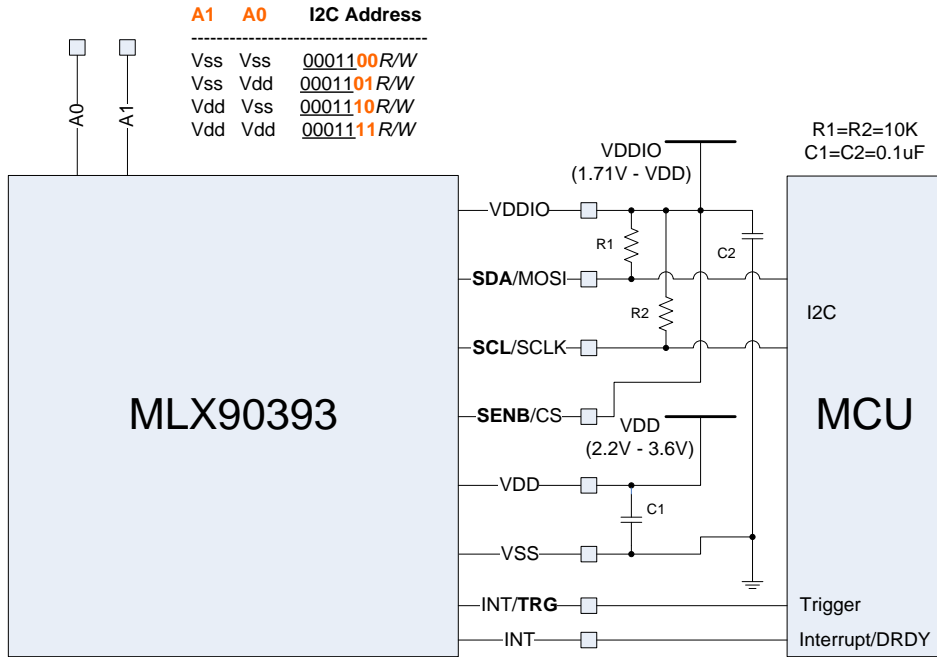 A1 A0 I2C Address
-----------------------------------------
Vss Vss 0001100R/W
Vss Vdd 0001101R/W
Vdd Vss 0001110R/W
Vdd Vdd 0001111R/W
A0
A1
R1=R2=10K
C1=C2=0.1uF
VDDIO
(1.71V - VDD)
VDDIO
R1
C2
SDA/MOSI
R2
I2C
SCL/SCLK
MLX90393
MCU
SENB/CS
VDD
(2.2V - 3.6V)
VDD
C1
VSS
INT/TRG
Trigger
INT
Interrupt/DRDY